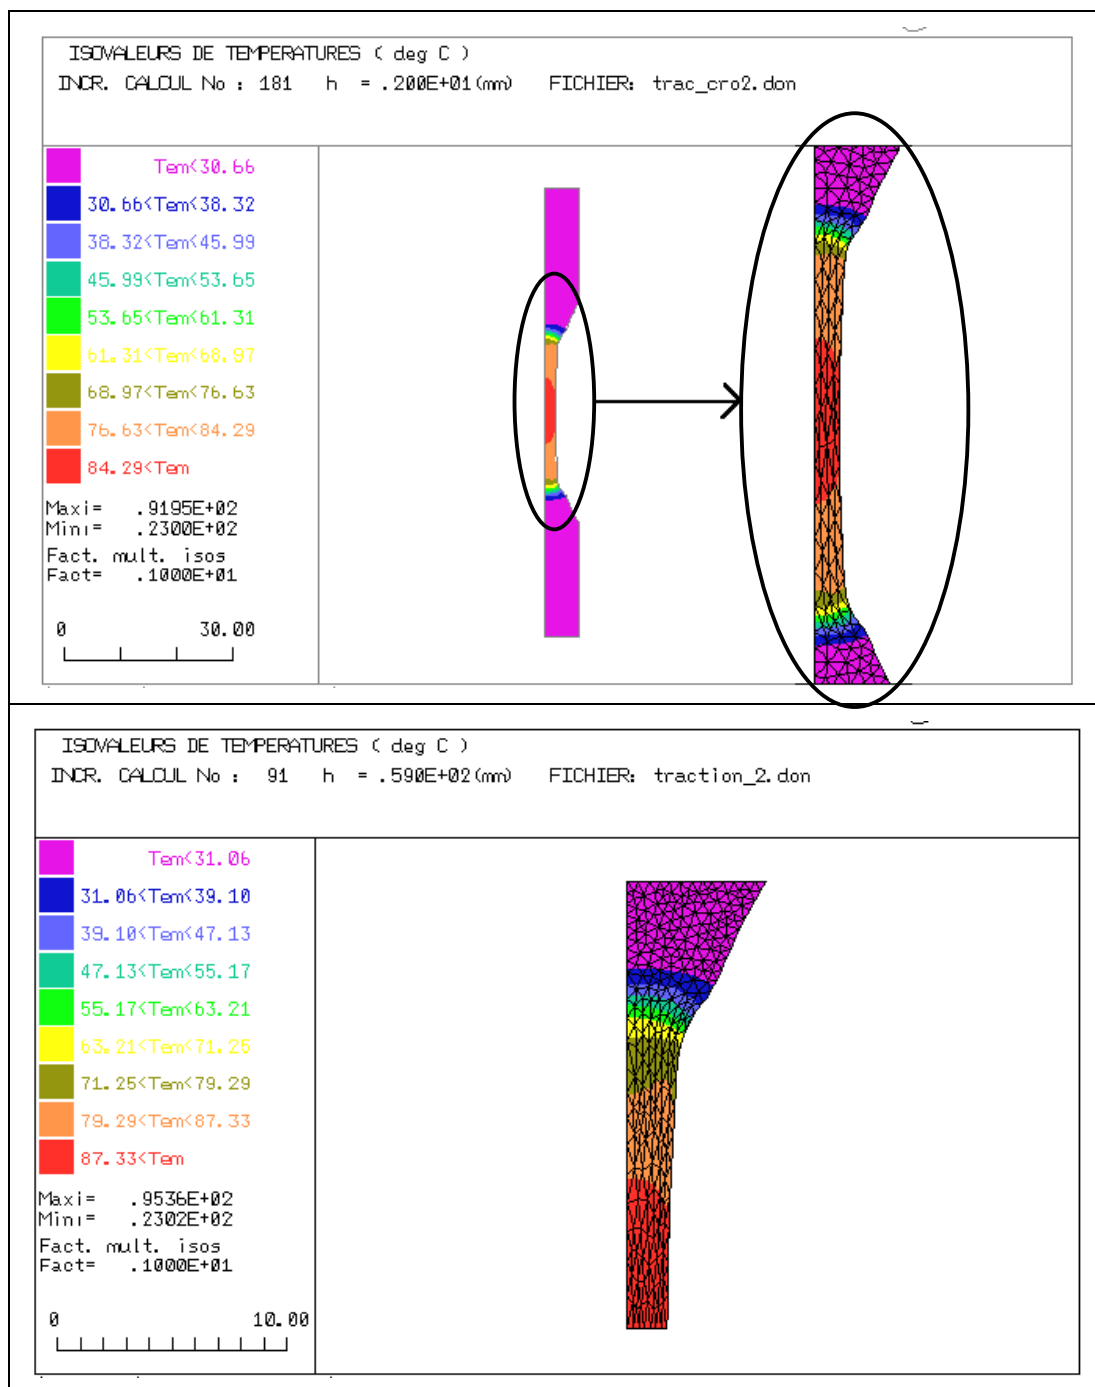 ISOVALEURS DE TEMPERATURES ( deg C )
INCR. CALCUL No : 181 h = .200E+01(mm) FICHIER: trac_cro2.don
Tem<30.66
30.66<Tem<38.32
38.32<Tem<45.99
45.99<Tem<53.65
53.65<Tem<61.31
61.31<Tem<68.97
68.97<Tem<76.63
76.63<Tem<84.29
84.29<Tem
Maxi= .9195E+02
Mini= .2300E+02
Fact. mult. isos
Fact= .1000E+01
0 30.00
ISOVALEURS DE TEMPERATURES ( deg C )
INCR. CALCUL No : 91 h = .590E+02(mm) FICHIER: traction_2.don
Tem<31.06
31.06<Tem<39.10
39.10<Tem<47.13
47.13<Tem<55.17
55.17<Tem<63.21
63.21<Tem<71.25
71.25<Tem<79.29
79.29<Tem<87.33
87.33<Tem
Maxi= .9536E+02
Mini= .2302E+02
Fact. mult. isos
Fact= .1000E+01
0 10.00